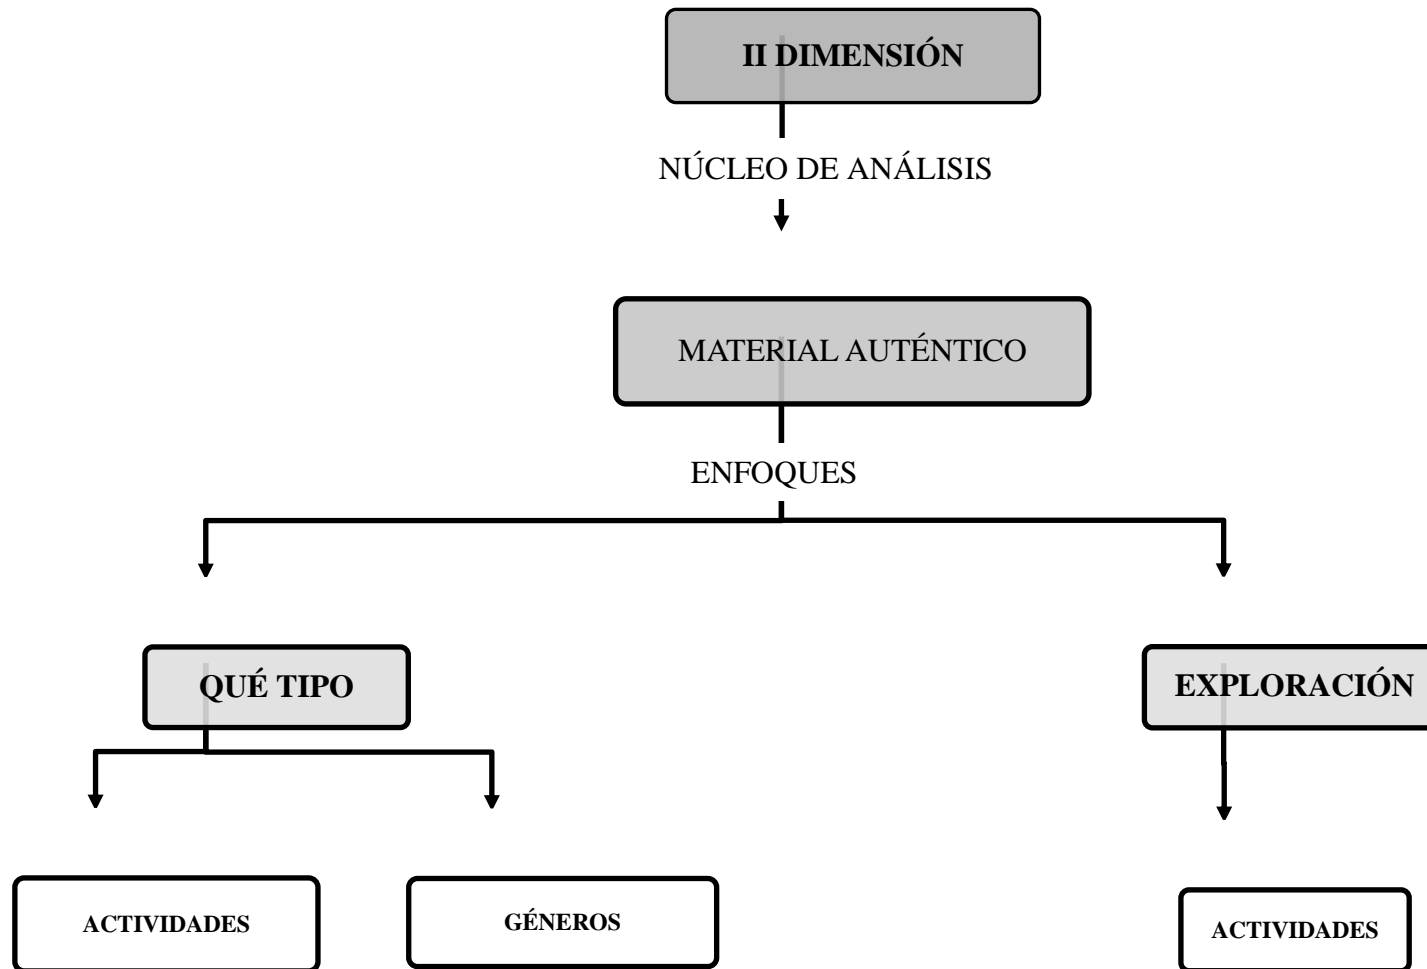 II DIMENSIÓN
NÚCLEO DE ANÁLISIS
MATERIAL AUTÉNTICO
ENFOQUES
QUÉ TIPO
EXPLORACIÓN
ACTIVIDADES
GÉNEROS
ACTIVIDADES